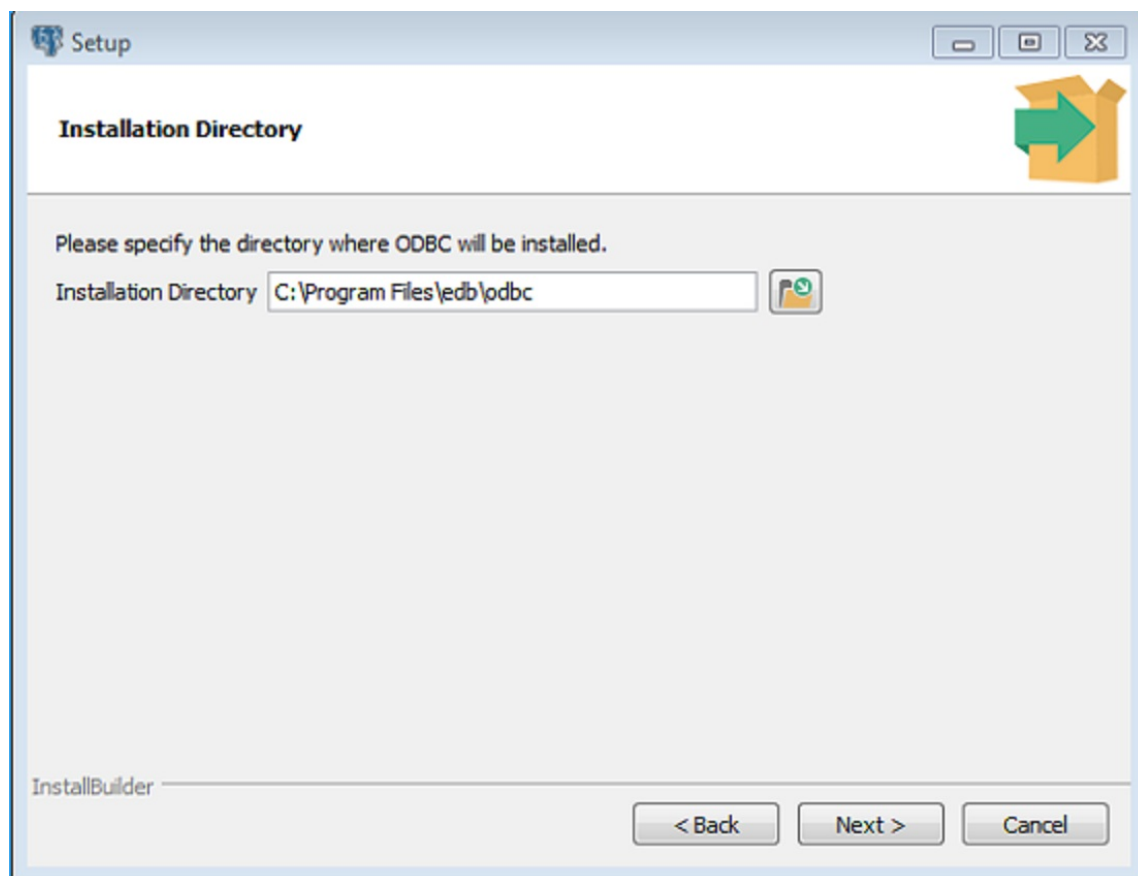 Setup
Installation Directory
Please specify the directory where ODBC will be installed.
Installation Directory C:\Program Files\edb\odbc
InstallBuilder
< Back Next > Cancel